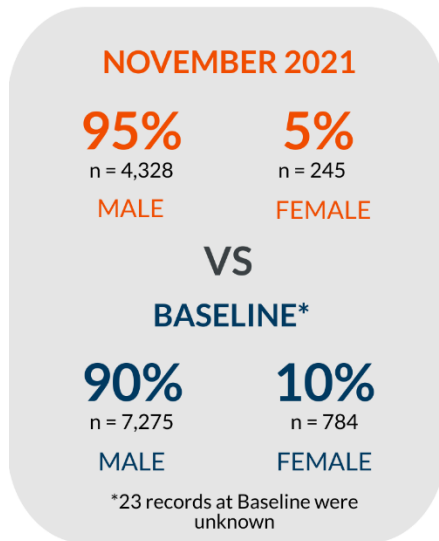 NOVEMBER 2021
95% 5%
n = 4,328 n = 245
MALE FEMALE
VS
BASELINE*
90% 10%
n = 7,275 n = 784
MALE FEMALE
*23 records at Baseline were
unknown